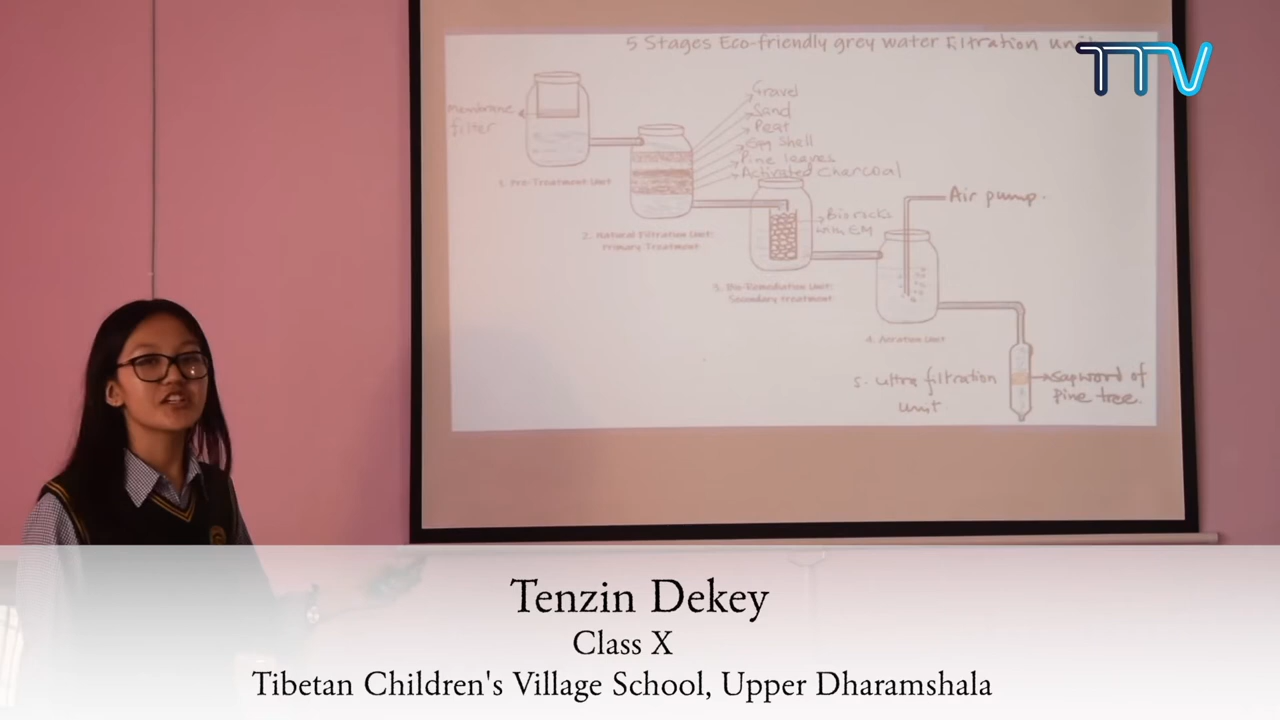 5 Stages Eco-friendly grey water filtration unit
TTV
Membrane
filter
Gravel
Sand
Peat
Egg shell
Pine leaves
Activated charcoal
1. Pre-Treatment Unit
2. Natural Filtration Unit:
Primary Treatment
Bio rocks
with EM
Air pump.
3. Bio-Remediation Unit:
Secondary treatment
4. Aeration Unit
5. Ultra filtration
unit
Sapwood of
Pine tree.
Tenzin Dekey
Class X
Tibetan Children's Village School, Upper Dharamshala